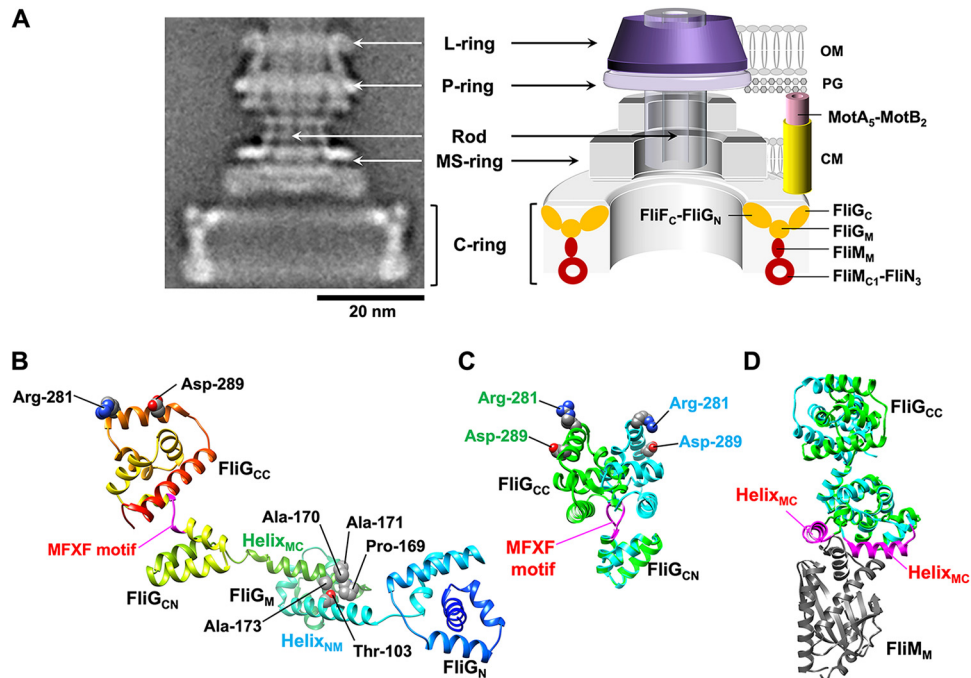 A
L-ring
P-ring
Rod
MS-ring
C-ring
20 nm
OM
PG
MotA5-MotB2
CM
FliFC-FliGN
FliGC
FliGM
FliMM
FliMC1-FliN3
B
Arg-281
Asp-289
FliGCC
MFXF motif
FliGCN
Ala-170
Ala-171
HelixMC
Pro-169
FliGM
Ala-173
HelixNM
Thr-103
FliGN
C
Arg-281
Arg-281
Asp-289
Asp-289
FliGCC
MFXF
motif
FliGCN
D
FliGCC
HelixMC
HelixMC
FliMM